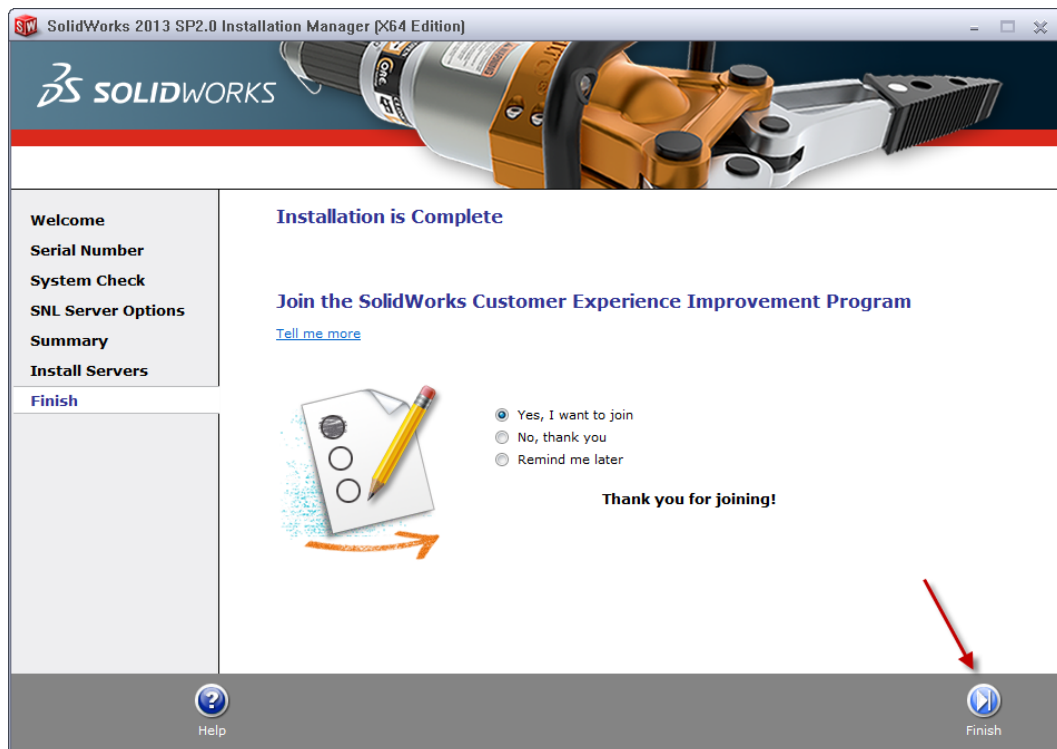 SolidWorks 2013 SP2.0 Installation Manager (X64 Edition)
SOLIDWORKS
Welcome
Serial Number
System Check
SNL Server Options
Summary
Install Servers
Finish
Installation is Complete
Join the SolidWorks Customer Experience Improvement Program
Tell me more
Yes, I want to join
No, thank you
Remind me later
Thank you for joining!
Help
Finish